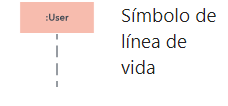 :User
Símbolo de
línea de
vida